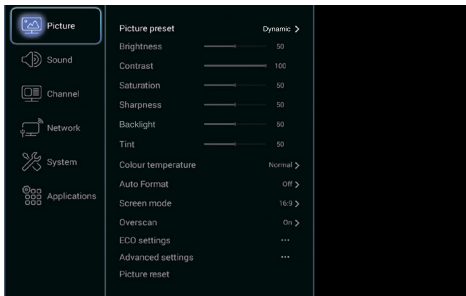 Picture
Sound
Channel
Network
System
Applications
Picture preset Dynamic >
Brightness 50
Contrast 100
Saturation 50
Sharpness 50
Backlight 50
Tint 50
Colour temperature Normal >
Auto Format Off >
Screen mode 16:9 >
Overscan On >
ECO settings ...
Advanced settings ...
Picture reset